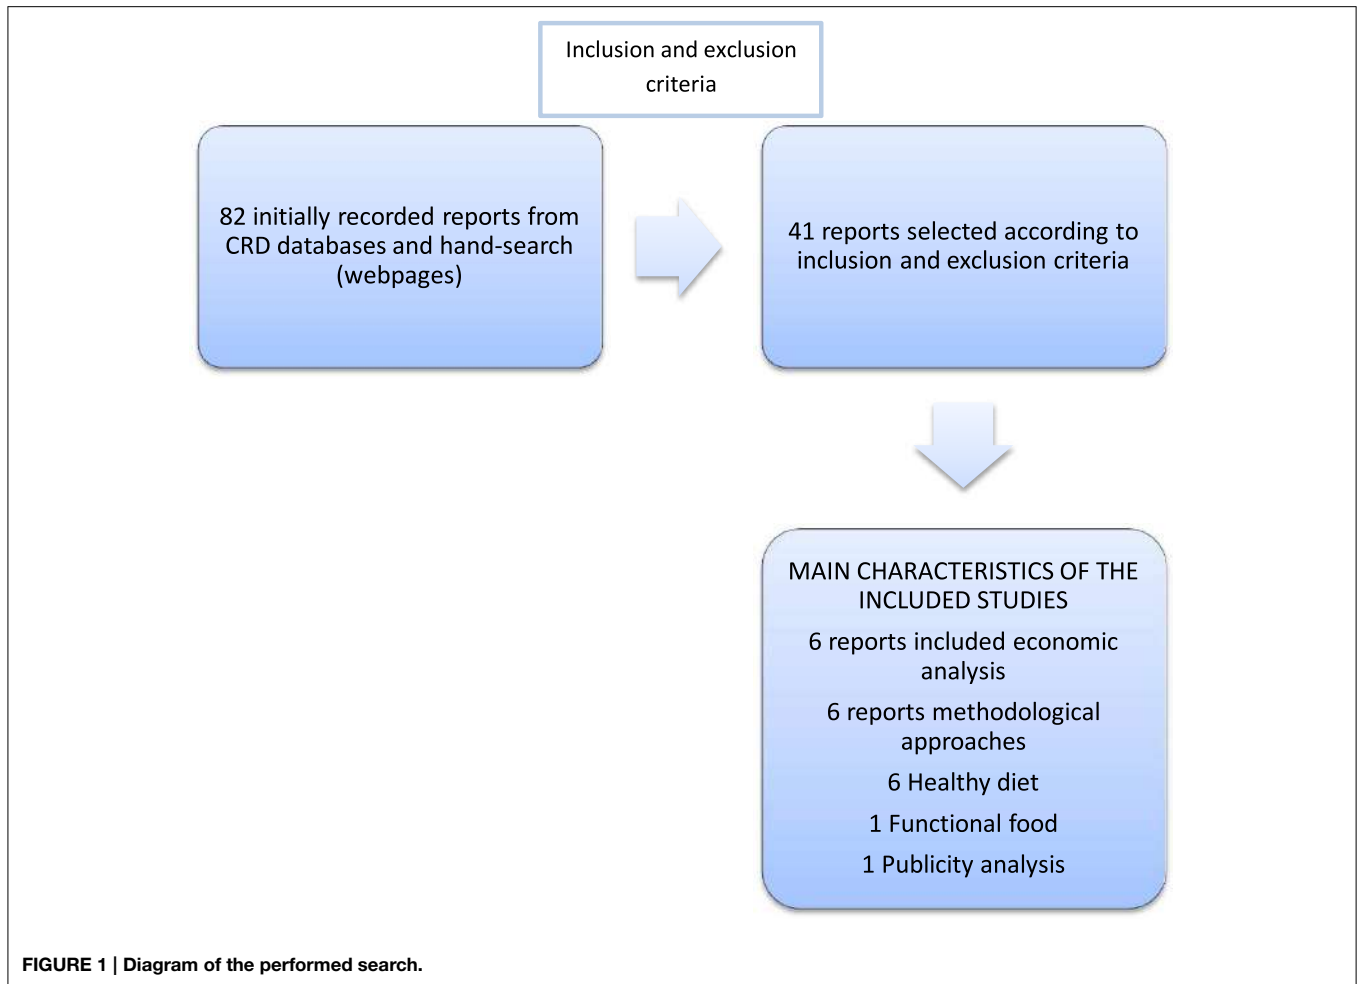 Inclusion and exclusion
criteria
82 initially recorded reports from
CRD databases and hand-search
(webpages)
41 reports selected according to
inclusion and exclusion criteria
MAIN CHARACTERISTICS OF THE
INCLUDED STUDIES
6 reports included economic
analysis
6 reports methodological
approaches
6 Healthy diet
1 Functional food
1 Publicity analysis
FIGURE 1 | Diagram of the performed search.